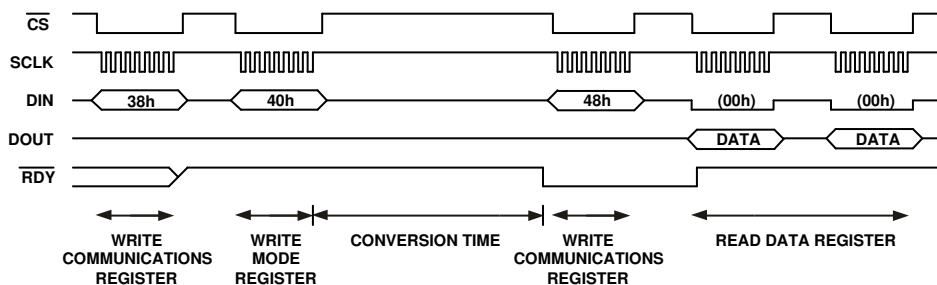 CS
SCLK
DIN 38h 40h 48h (00h) (00h)
DOUT DATA DATA
RDY
WRITE COMMUNICATIONS REGISTER
WRITE MODE REGISTER
CONVERSION TIME
WRITE COMMUNICATIONS REGISTER
READ DATA REGISTER